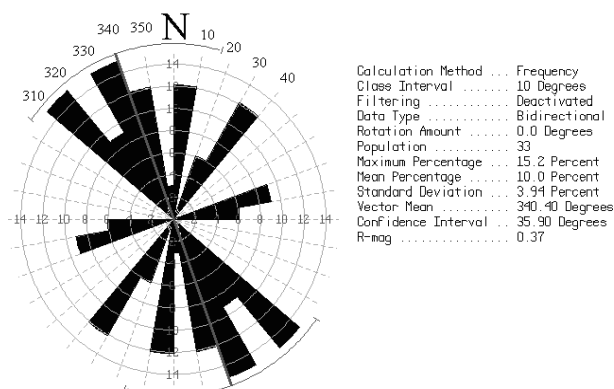 N
340 350 10 20
330 30
320 40
310
14
12
14 12 10 8 6 8 10 12 14
12
14
Calculation Method ... Frequency
Class Interval ....... 10 Degrees
Filtering ............ Deactivated
Data Type ............ Bidirectional
Rotation Amount ...... 0.0 Degrees
Population ........... 33
Maximum Percentage ... 15.2 Percent
Mean Percentage ...... 10.0 Percent
Standard Deviation ... 3.94 Percent
Vector Mean .......... 340.40 Degrees
Confidence Interval .. 35.90 Degrees
R-mag ................ 0.37